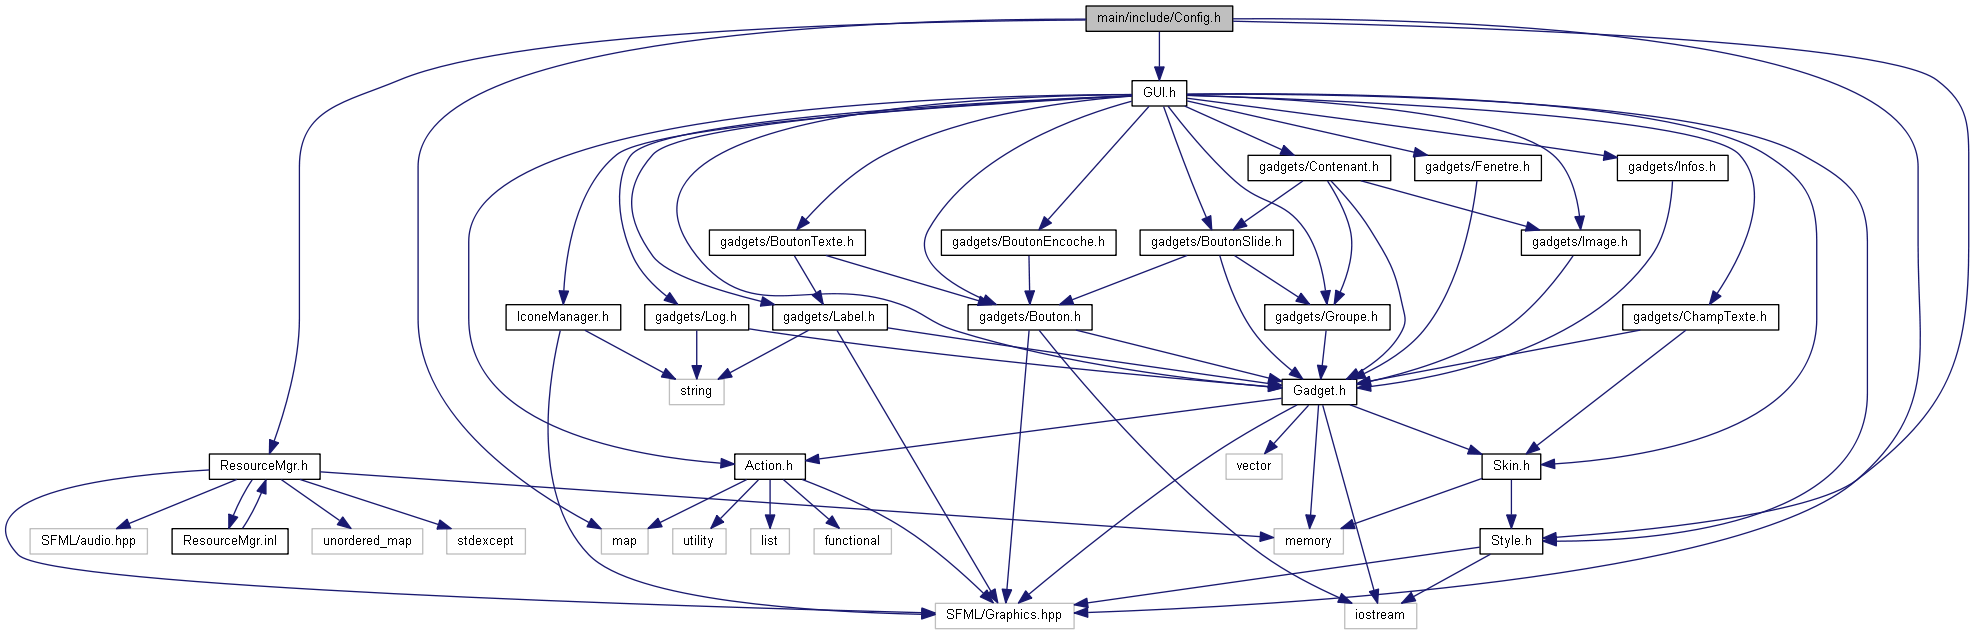 main/include/Config.h
GUI.h
gadgets/Contenant.h
gadgets/Fenetre.h
gadgets/Infos.h
gadgets/BoutonTexte.h
gadgets/BoutonEncoche.h
gadgets/BoutonSlide.h
gadgets/Image.h
IconeManager.h
gadgets/Log.h
gadgets/Label.h
gadgets/Bouton.h
gadgets/Groupe.h
gadgets/ChampTexte.h
string
Gadget.h
ResourceMgr.h
Action.h
vector
Skin.h
SFML/audio.hpp
ResourceMgr.inl
unordered_map
stdexcept
map
utility
list
functional
memory
Style.h
SFML/Graphics.hpp
iostream